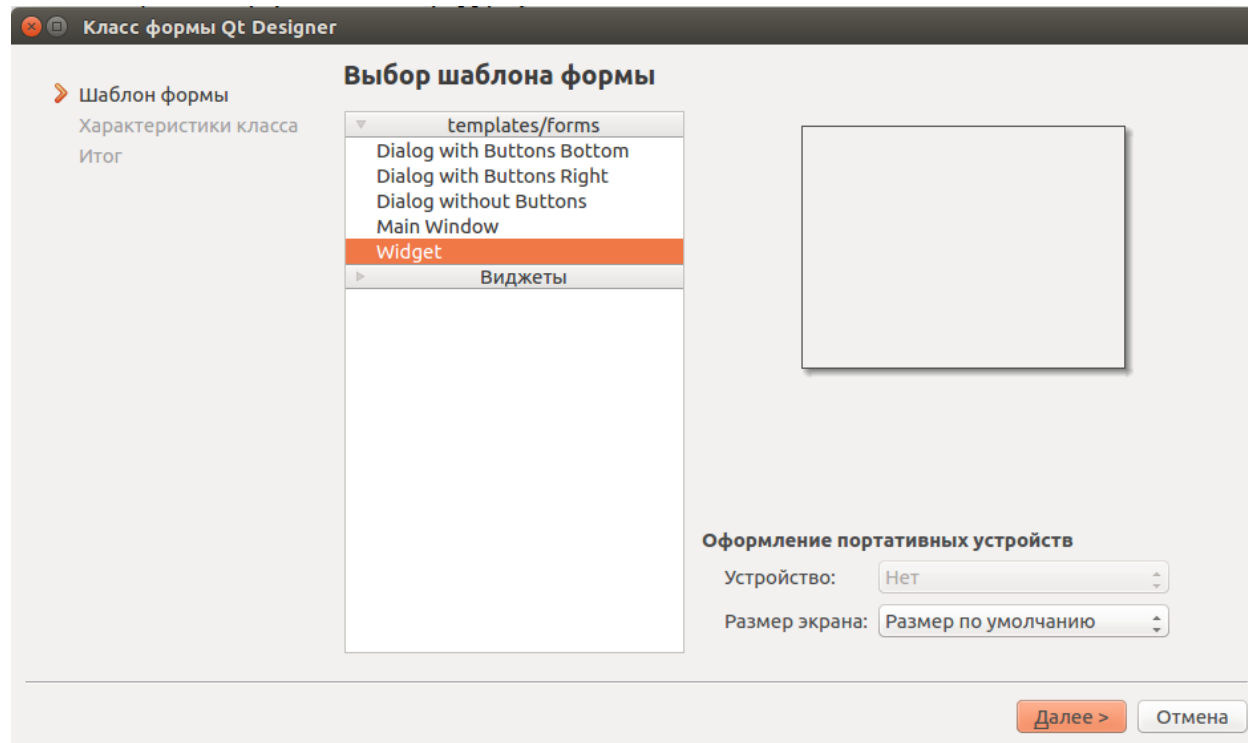 Класс формы Qt Designer
Шаблон формы
Характеристики класса
Итог
Выбор шаблона формы
templates/forms
Dialog with Buttons Bottom
Dialog with Buttons Right
Dialog without Buttons
Main Window
Widget
Виджеты
Оформление портативных устройств
Устройство: Нет
Размер экрана: Размер по умолчанию
Далее > Отмена